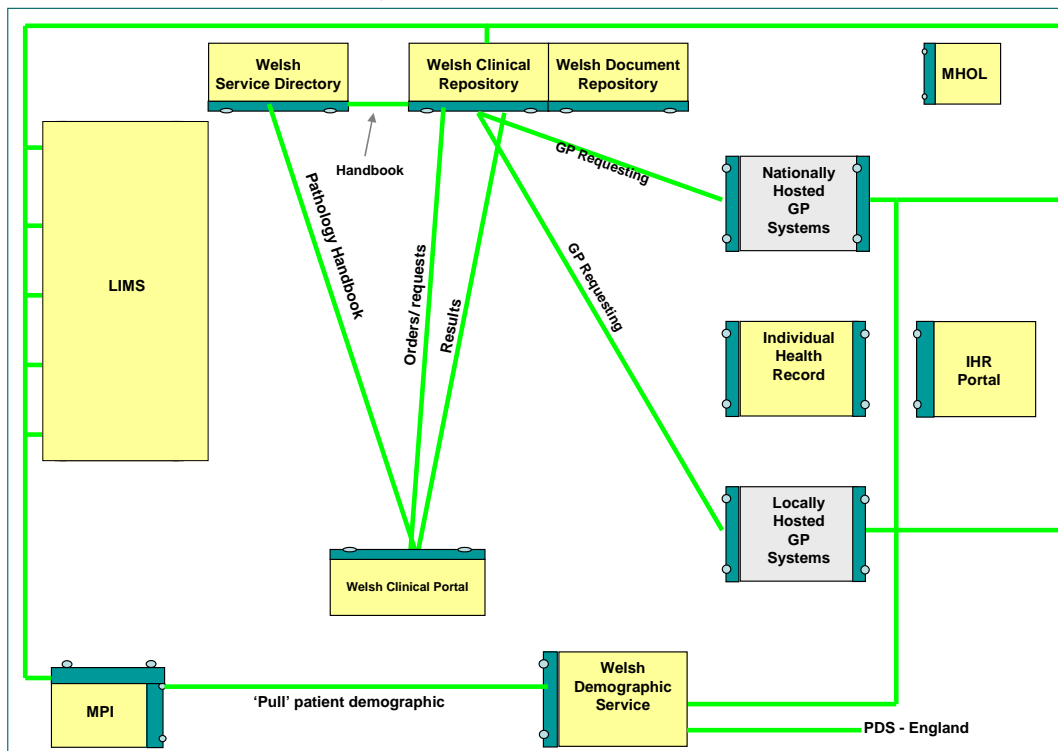 Welsh
Service Directory
Welsh Clinical
Repository
Welsh Document
Repository
MHOL
Handbook
GP Requesting
Nationally
Hosted
GP
Systems
Pathology Handbook
Orders/ requests
Results
GP Requesting
LIMS
Individual
Health
Record
IHR
Portal
Locally
Hosted
GP
Systems
Welsh Clinical Portal
MPI
‘Pull’ patient demographic
Welsh
Demographic
Service
PDS - England